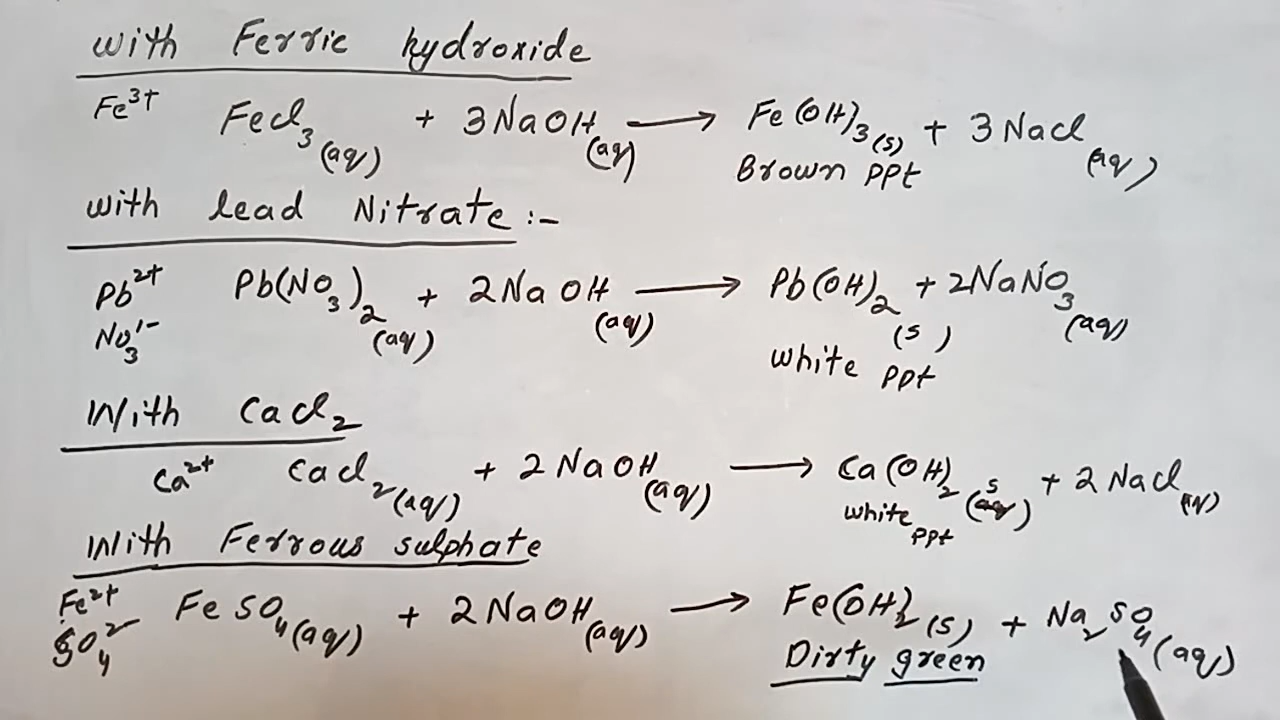 with Ferric hydroxide
Fe³⁺ FeCl₃(aq) + 3NaOH(aq) ⟶ Fe(OH)₃(s) + 3NaCl(aq)
Brown ppt
with lead Nitrate :-
Pb²⁺ Pb(NO₃)₂(aq) + 2NaOH(aq) ⟶ Pb(OH)₂(s) + 2NaNO₃(aq)
NO₃¹⁻
white ppt
With CaCl₂
Ca²⁺ CaCl₂(aq) + 2NaOH(aq) ⟶ Ca(OH)₂(s) + 2NaCl(aq)
white ppt
With Ferrous sulphate
Fe²⁺ FeSO₄(aq) + 2NaOH(aq) ⟶ Fe(OH)₂(s) + Na₂SO₄(aq)
SO₄²⁻
Dirty green